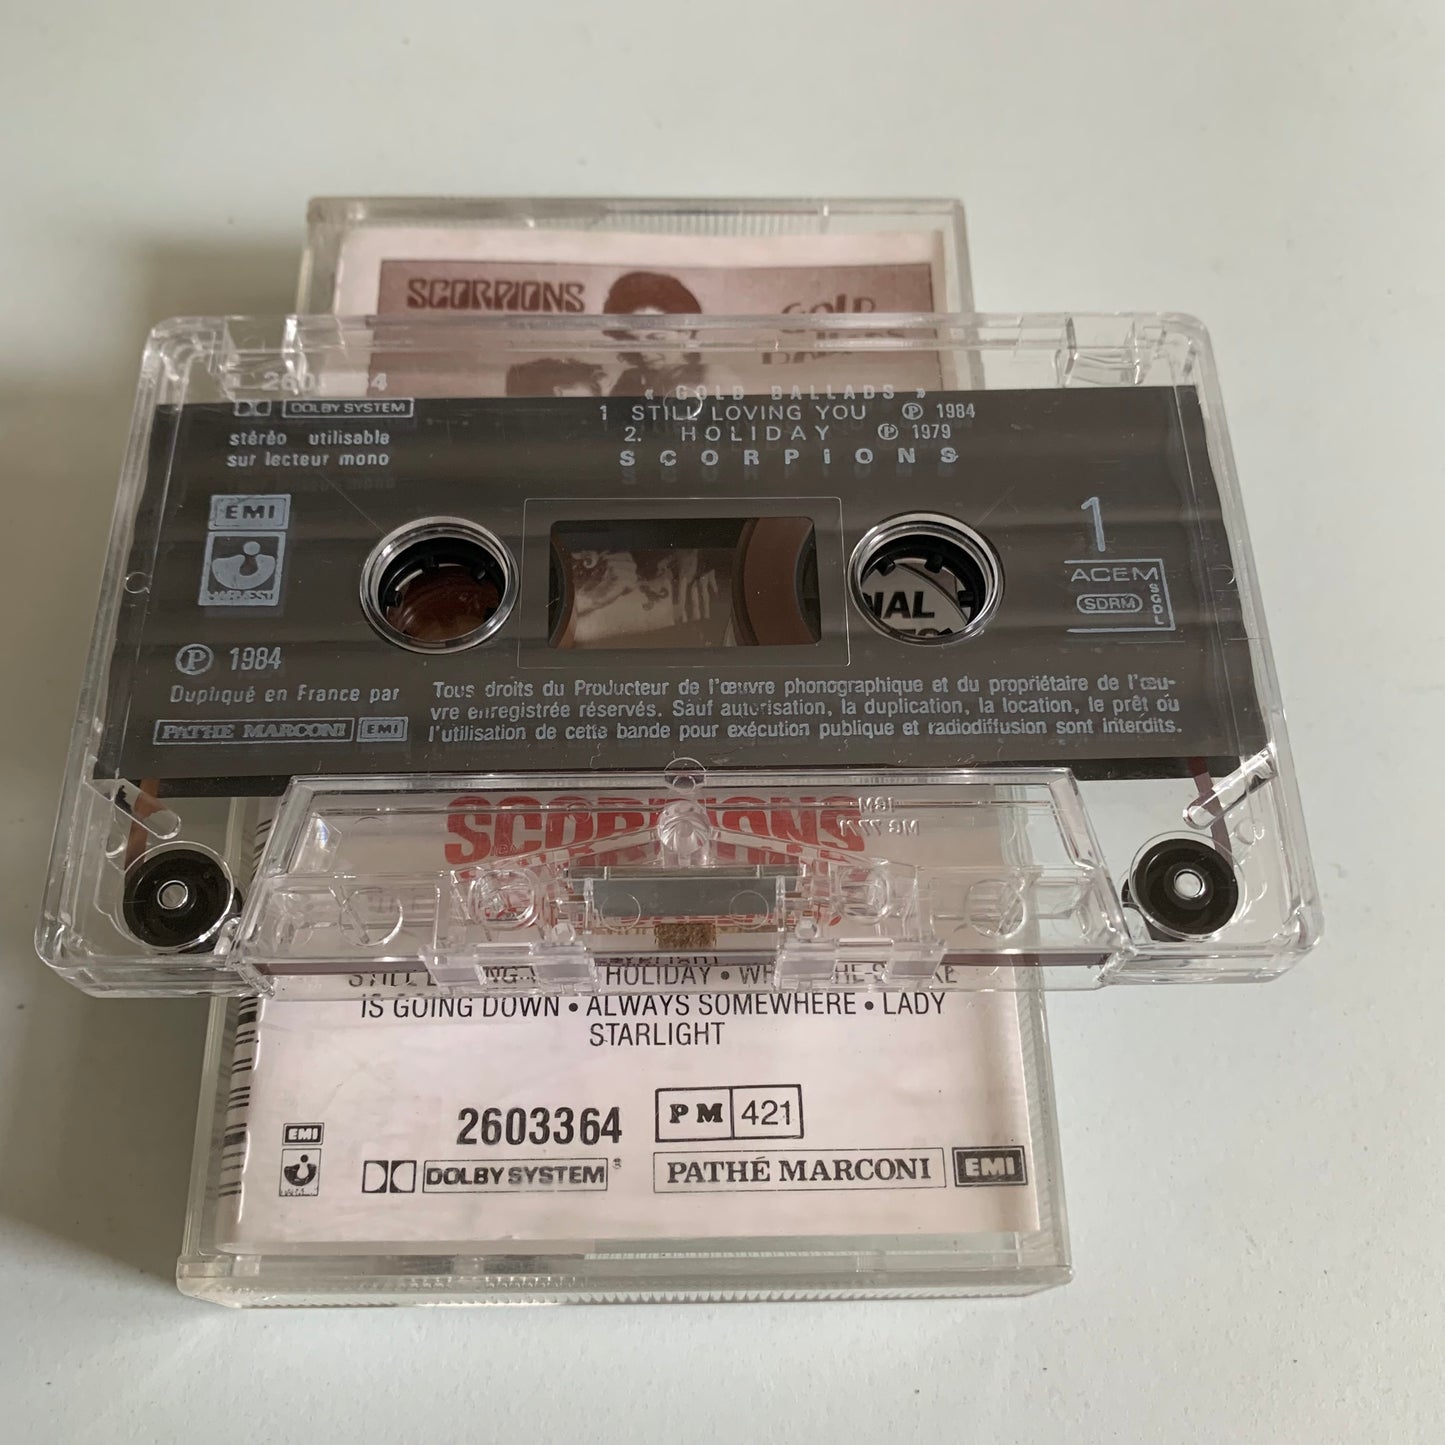 SCORPIONS
GOLD
DOLBY SYSTEM
stéréo utilisable
sur lecteur mono
« GOLD BALLADS »
1 STILL LOVING YOU ℗ 1984
2. HOLIDAY ℗ 1979
SCORPIONS
EMI
HARVEST
℗ 1984
Dupliqué en France par
PATHE MARCONI EMI
1
ACEM
SDRM
SGDL
Tous droits du Producteur de l'œuvre phonographique et du propriétaire de l'œu-
vre enregistrée réservés. Sauf autorisation, la duplication, la location, le prêt ou
l'utilisation de cette bande pour exécution publique et radiodiffusion sont interdits.
SCORPIONS
HOLIDAY •
IS GOING DOWN • ALWAYS SOMEWHERE • LADY
STARLIGHT
2603364
PM 421
EMI
DOLBY SYSTEM
PATHÉ MARCONI EMI